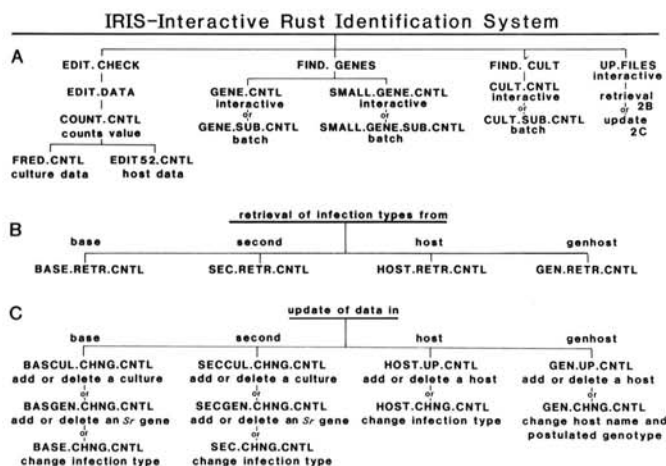 IRIS-Interactive Rust Identification System
A
EDIT.CHECK FIND. GENES FIND. CULT UP.FILES
interactive
EDIT.DATA
COUNT.CNTL
counts value
FRED.CNTL EDIT52.CNTL
culture data host data
GENE.CNTL SMALL.GENE.CNTL
interactive interactive
or or
GENE.SUB.CNTL SMALL.GENE.SUB.CNTL
batch batch
CULT.CNTL
interactive
or
CULT.SUB.CNTL
batch
retrieval
2B
or
update
2C
B
retrieval of infection types from
base second host genhost
BASE.RETR.CNTL SEC.RETR.CNTL HOST.RETR.CNTL GEN.RETR.CNTL
C
update of data in
base second host genhost
BASCUL.CHNG.CNTL SECCUL.CHNG.CNTL HOST.UP.CNTL GEN.UP.CNTL
add or delete a culture add or delete a culture add or delete a host add or delete a host
or or or or
BASGEN.CHNG.CNTL SECGEN.CHNG.CNTL HOST.CHNG.CNTL GEN.CHNG.CNTL
add or delete an Sr gene add or delete an Sr gene change infection type change host name and
or or postulated genotype
BASE.CHNG.CNTL SEC.CHNG.CNTL
change infection type change infection type